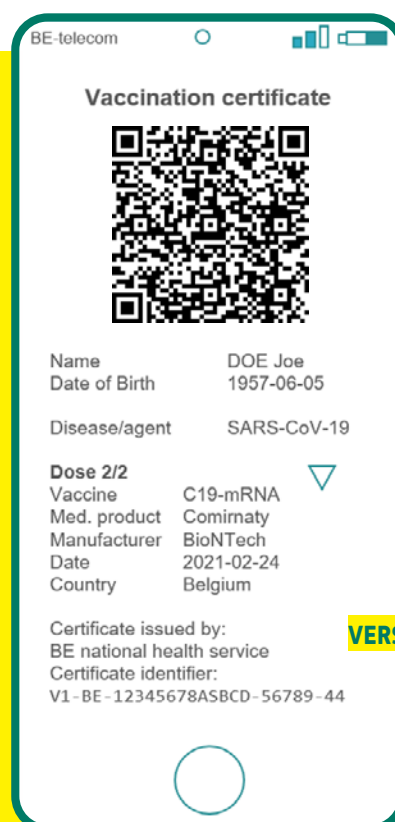 BE-telecom
Vaccination certificate
Name DOE Joe
Date of Birth 1957-06-05
Disease/agent SARS-CoV-19
Dose 2/2
Vaccine C19-mRNA
Med. product Comirnaty
Manufacturer BioNTech
Date 2021-02-24
Country Belgium
Certificate issued by:
BE national health service
VERS
Certificate identifier:
V1-BE-12345678ASBCD-56789-44